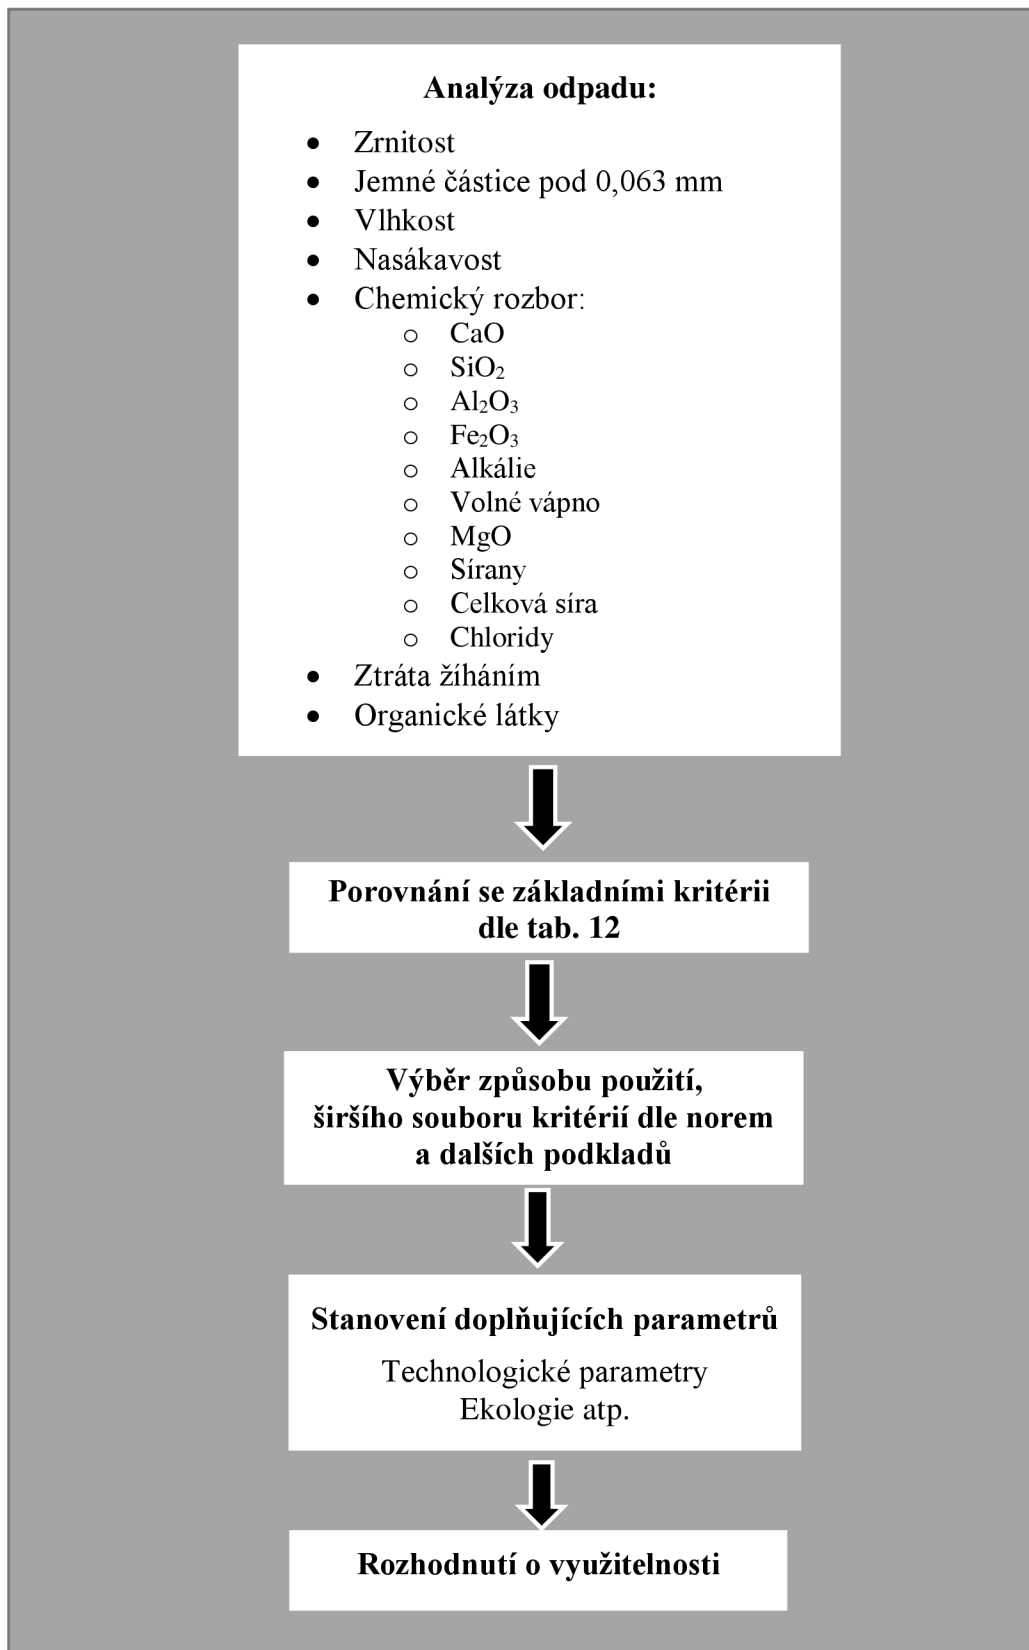 Analýza odpadu:
• Zrnitost
• Jemné částice pod 0,063 mm
• Vlhkost
• Nasákavost
• Chemický rozbor:
o CaO
o SiO₂
o Al₂O₃
o Fe₂O₃
o Alkálie
o Volné vápno
o MgO
o Sírany
o Celková síra
o Chloridy
• Ztráta žíháním
• Organické látky
Porovnání se základními kritérii
dle tab. 12
Výběr způsobu použití,
širšího souboru kritérií dle norem
a dalších podkladů
Stanovení doplňujících parametrů
Technologické parametry
Ekologie atp.
Rozhodnutí o využitelnosti